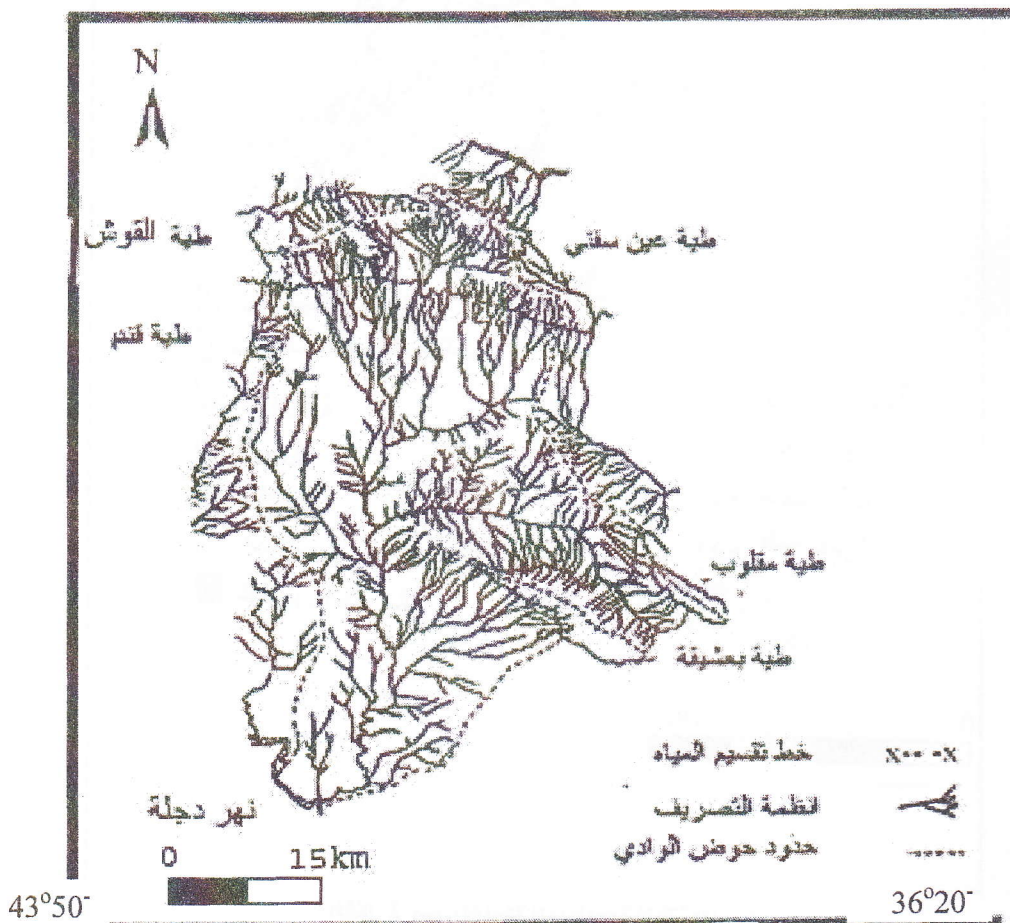 N
طية القوش
طية عين سفني
طية قند
طية مقلوب
طية بعشيقة
خط تقسيم المياه x-- -x
انظمة التصريف
حدود حوض الوادي
نهر دجلة
0 15km
43°50-
36°20-